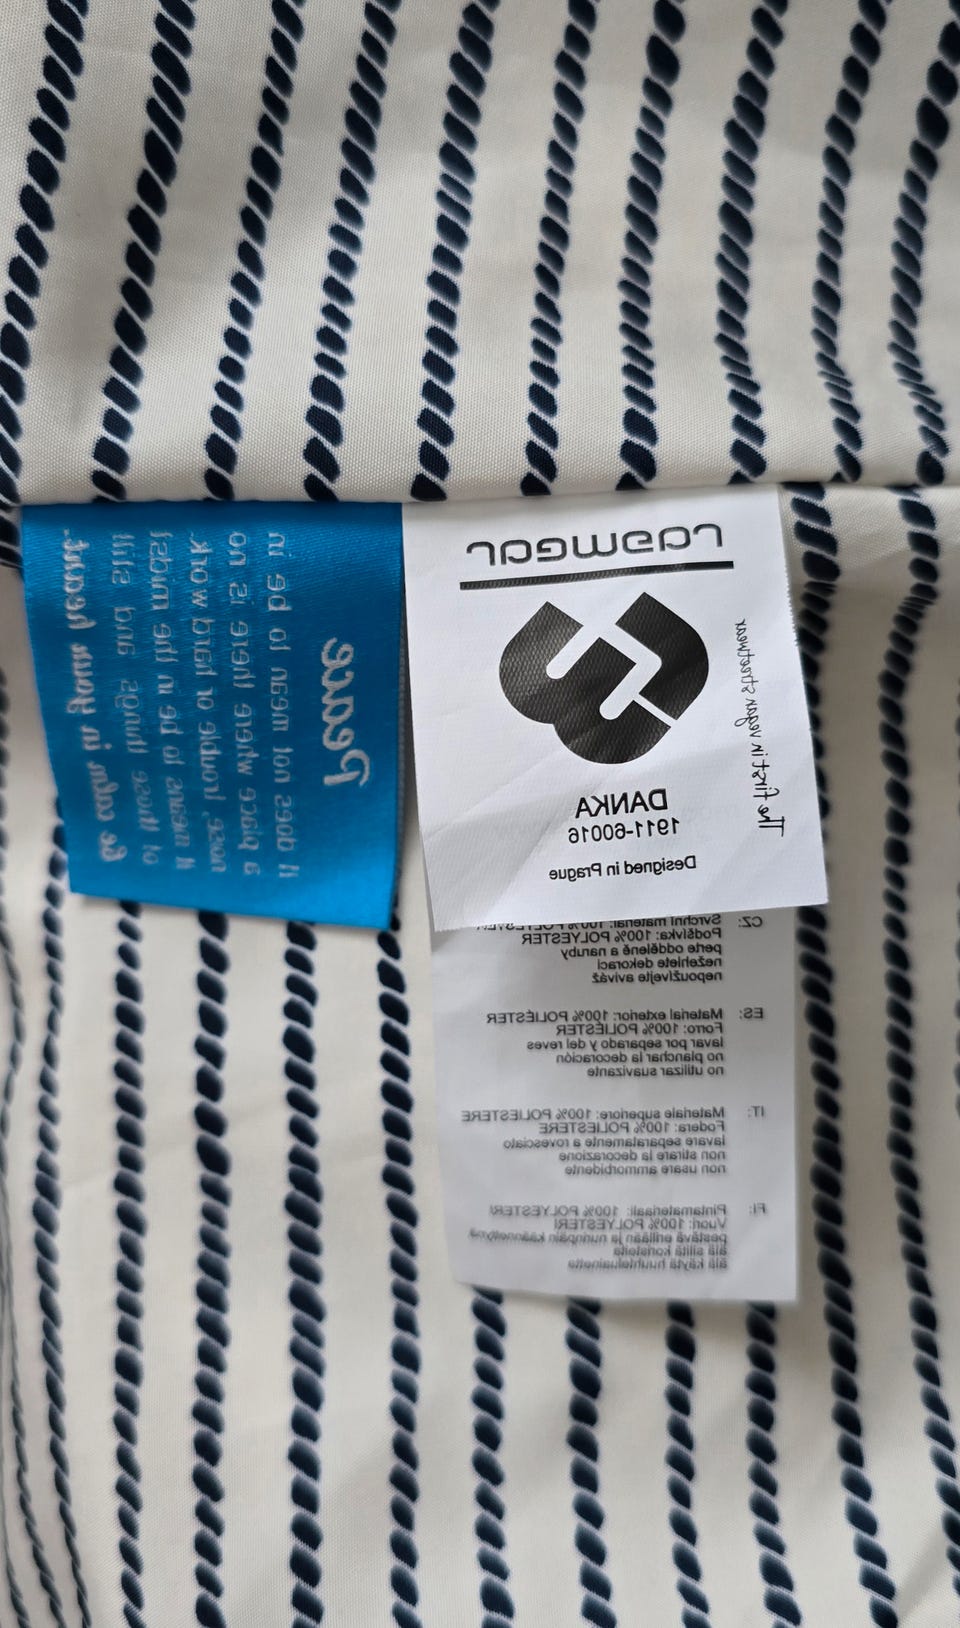 Peace
It does not mean to be in
a place where there is no
noise, trouble or hard work.
It means to be in the midst
of those things and still
be calm in your heart.
ragwear
The first in vegan streetwear
DANKA
1911-60016
Designed in Prague
CZ: Svrchní materiál: 100% POLYESTER
Podšívka: 100% POLYESTER
perte odděleně a naruby
nežehlete dekoraci
nepoužívejte aviváž
ES: Material exterior: 100% POLIÉSTER
Forro: 100% POLIÉSTER
lavar por separado y del reves
no planchar la decoración
no utilizar suavizante
IT: Materiale superiore: 100% POLIESTERE
Fodera: 100% POLIESTERE
lavare separatamente a rovesciato
non stirare la decorazione
non usare ammorbidente
FI: Pintamateriaali: 100% POLYESTERI
Vuori: 100% POLYESTERI
pestävä erillään ja nurinpäin käännettynä
älä silitä koristeita
älä käytä huuhteluainetta